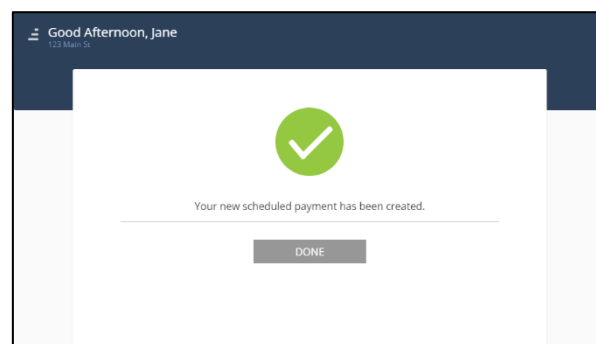 Good Afternoon, Jane
123 Main St
Your new scheduled payment has been created.
DONE